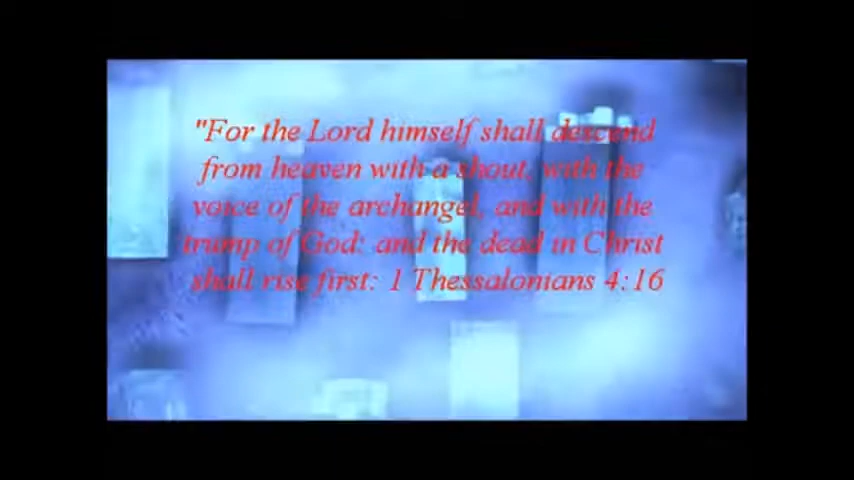 "For the Lord himself shall descend
from heaven with a shout, with the
voice of the archangel, and with the
trump of God: and the dead in Christ
shall rise first: 1 Thessalonians 4:16